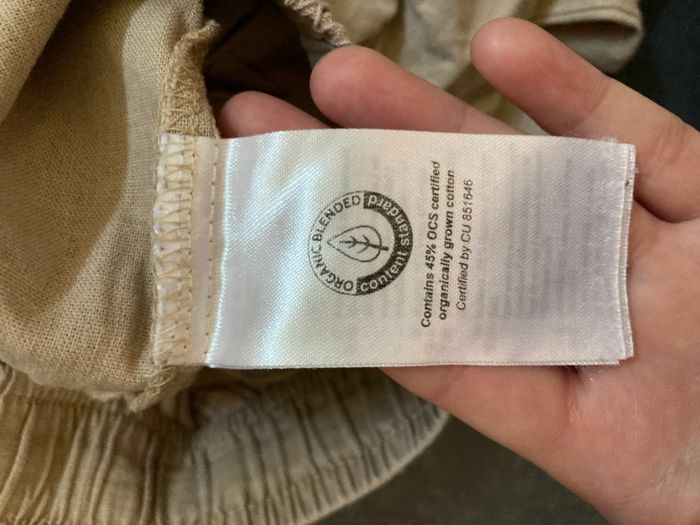 ORGANIC BLENDED
content standard
Contains 45% OCS certified
organically grown cotton
Certified by CU 851646